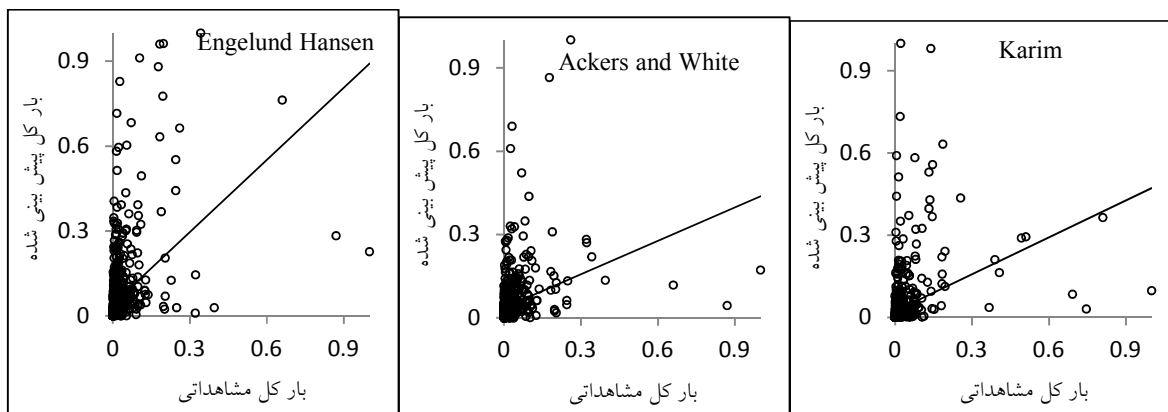 Engelund Hansen
0.9
0.6
0.3
0
0 0.3 0.6 0.9
بار کل پیش بینی شده
بار کل مشاهداتی
Ackers and White
0.9
0.6
0.3
0
0 0.3 0.6 0.9
بار کل پیش بینی شده
بار کل مشاهداتی
Karim
0.9
0.6
0.3
0
0 0.3 0.6 0.9
بار کل پیش بینی شده
بار کل مشاهداتی